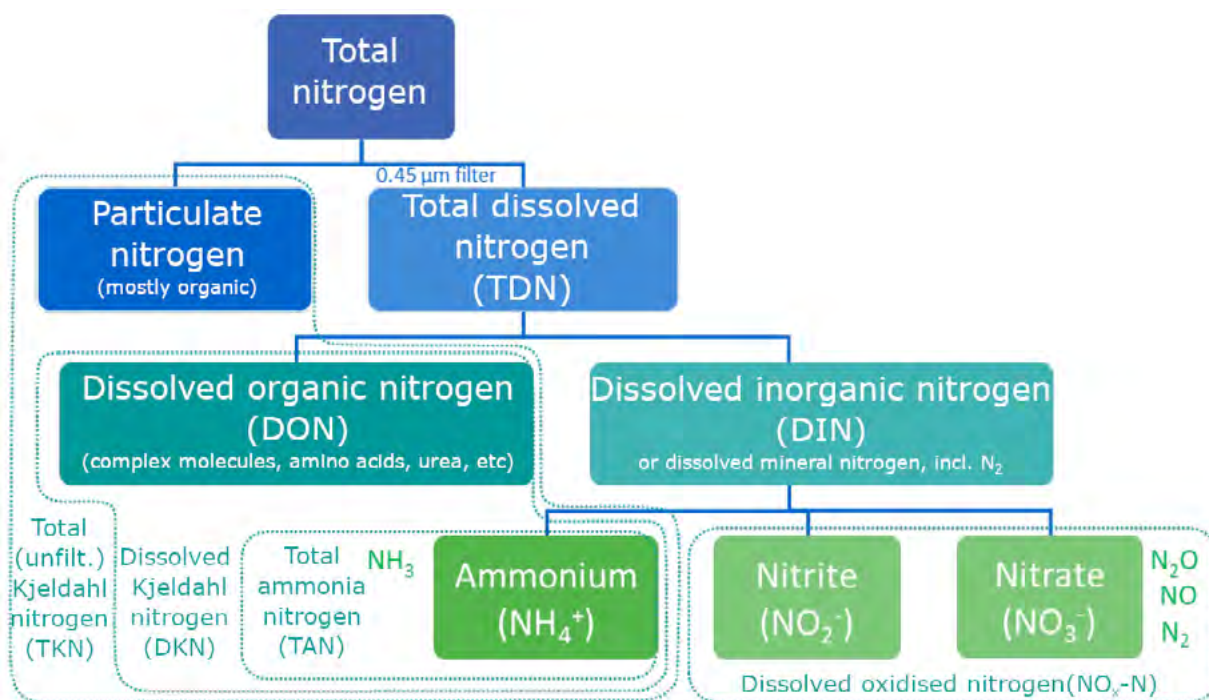 Total
nitrogen
0.45 µm filter
Particulate
nitrogen
(mostly organic)
Total dissolved
nitrogen
(TDN)
Dissolved organic nitrogen
(DON)
(complex molecules, amino acids, urea, etc)
Dissolved inorganic nitrogen
(DIN)
or dissolved mineral nitrogen, incl. N₂
Total
(unfilt.)
Kjeldahl
nitrogen
(TKN)
Dissolved
Kjeldahl
nitrogen
(DKN)
Total
ammonia
nitrogen
(TAN)
NH₃
Ammonium
(NH₄⁺)
Nitrite
(NO₂⁻)
Nitrate
(NO₃⁻)
N₂O
NO
N₂
Dissolved oxidised nitrogen(NOₓ-N)